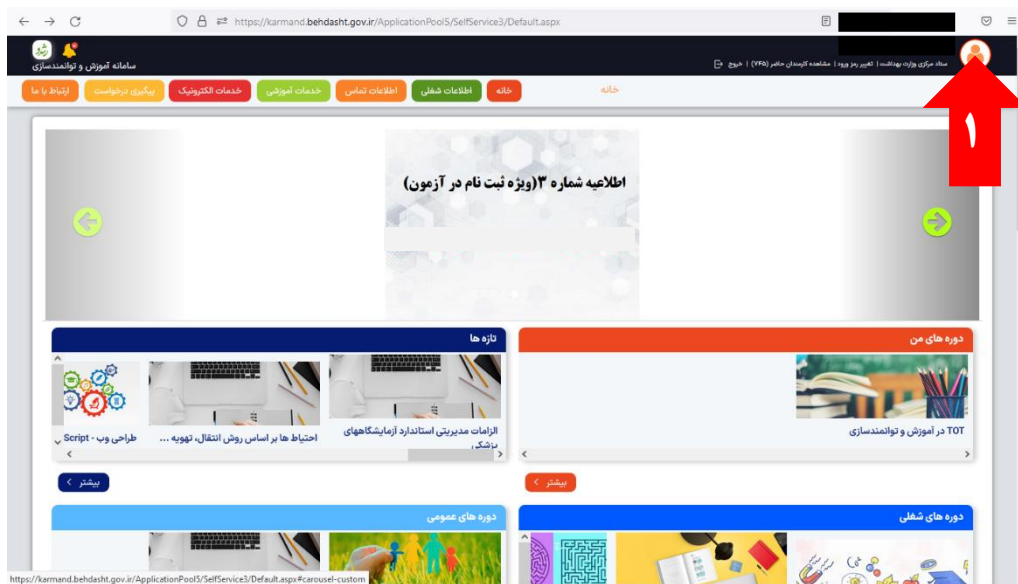 https://karmand.behdasht.gov.ir/ApplicationPool5/SelfService3/Default.aspx
سامانه آموزش و توانمندسازی
ستاد مرکزی وزارت بهداشت | تغییر رمز ورود | مشاهده کارمندان حاضر (۷۴۵) | خروج
۱
خانه
خانه
اطلاعات شغلی
اطلاعات تماس
خدمات آموزشی
خدمات الکترونیک
پیگیری درخواست
ارتباط با ما
اطلاعیه شماره ۳(ویژه ثبت نام در آزمون)
دوره های من
TOT در آموزش و توانمندسازی
بیشتر
تازه ها
الزامات مدیریتی استاندارد آزمایشگاههای
پزشکی
احتیاط ها بر اساس روش انتقال، تهویه ...
طراحی وب - Script
بیشتر
دوره های شغلی
دوره های عمومی
https://karmand.behdasht.gov.ir/ApplicationPool5/SelfService3/Default.aspx#carousel-custom